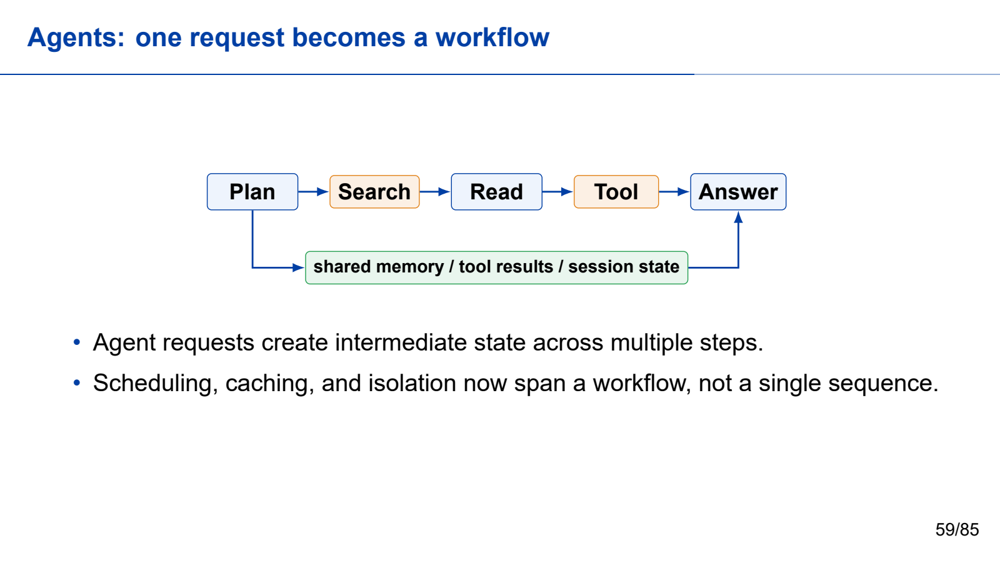 Agents: one request becomes a workflow
Plan
Search
Read
Tool
Answer
shared memory / tool results / session state
• Agent requests create intermediate state across multiple steps.
• Scheduling, caching, and isolation now span a workflow, not a single sequence.
59/85